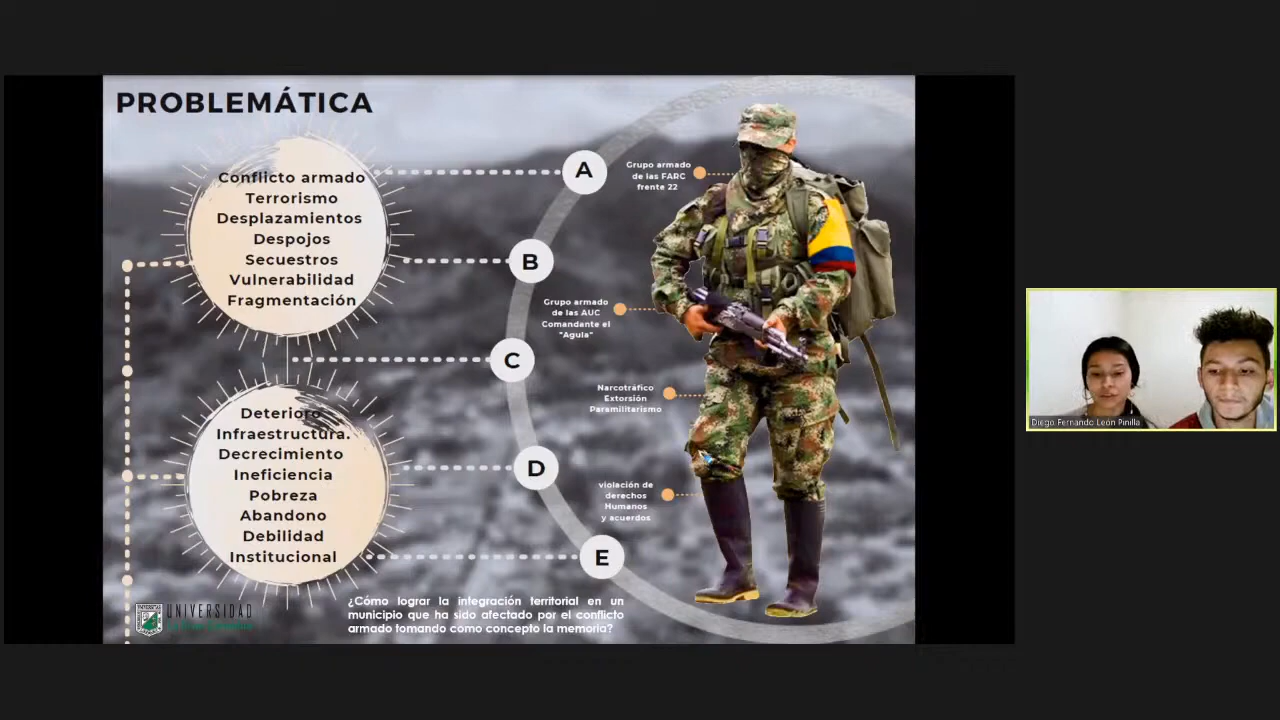 PROBLEMÁTICA
Conflicto armado
Terrorismo
Desplazamientos
Despojos
Secuestros
Vulnerabilidad
Fragmentación
Deterioro
Infraestructura.
Decrecimiento
Ineficiencia
Pobreza
Abandono
Debilidad
Institucional
A
B
C
D
E
Grupo armado
de las FARC
frente 22
Grupo armado
de las AUC
Comandante el
"Agula"
Narcotráfico
Extorsión
Paramilitarismo
violación de
derechos
Humanos
y acuerdos
¿Cómo lograr la integración territorial en un
municipio que ha sido afectado por el conflicto
armado tomando como concepto la memoria?
UNIVERSIDAD
Diego Fernando Leon Pinilla